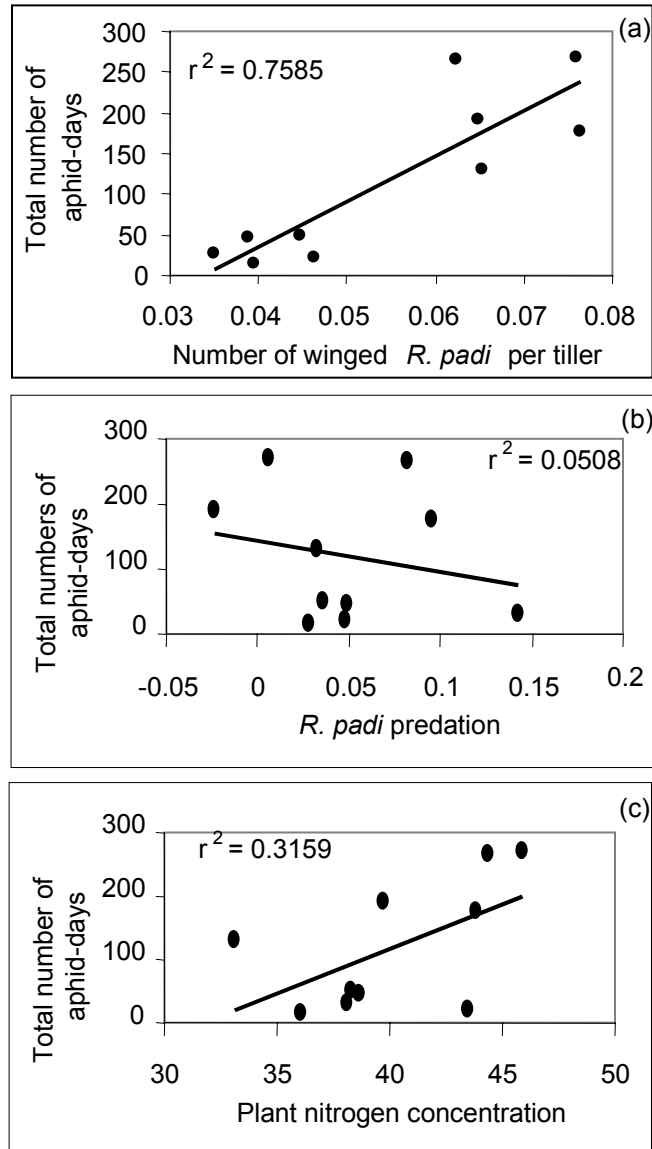 (a)
r² = 0.7585
Total number of
aphid-days
300
250
200
150
100
50
0
0.03 0.04 0.05 0.06 0.07 0.08
Number of winged R. padi per tiller
(b)
r² = 0.0508
Total numbers of
aphid-days
300
200
100
0
-0.05 0 0.05 0.1 0.15 0.2
R. padi predation
(c)
r² = 0.3159
Total number of
aphid-days
300
200
100
0
30 35 40 45 50
Plant nitrogen concentration